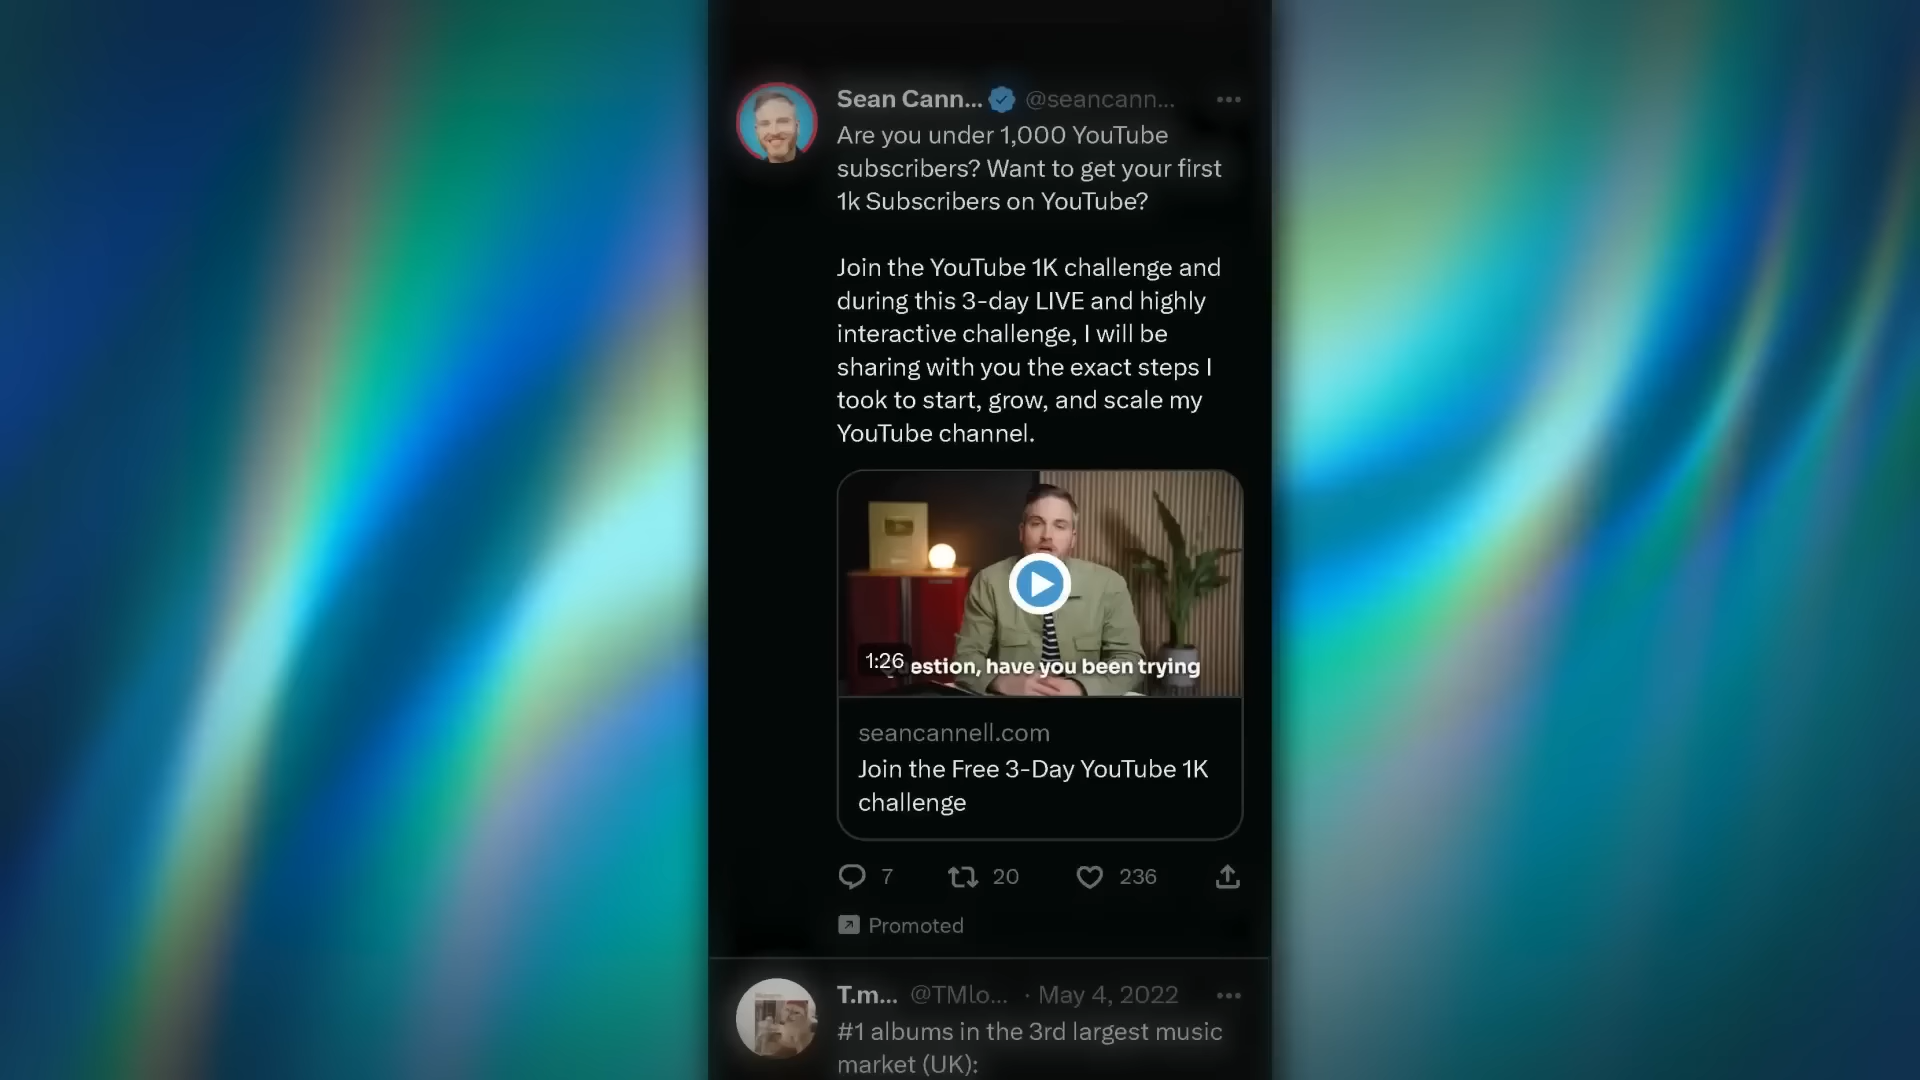 Sean Cann... @seancann...
Are you under 1,000 YouTube
subscribers? Want to get your first
1k Subscribers on YouTube?
Join the YouTube 1K challenge and
during this 3-day LIVE and highly
interactive challenge, I will be
sharing with you the exact steps I
took to start, grow, and scale my
YouTube channel.
1:26 estion, have you been trying
seancannell.com
Join the Free 3-Day YouTube 1K
challenge
7 20 236
Promoted
T.m... @TMlo... · May 4, 2022
#1 albums in the 3rd largest music
market (UK):